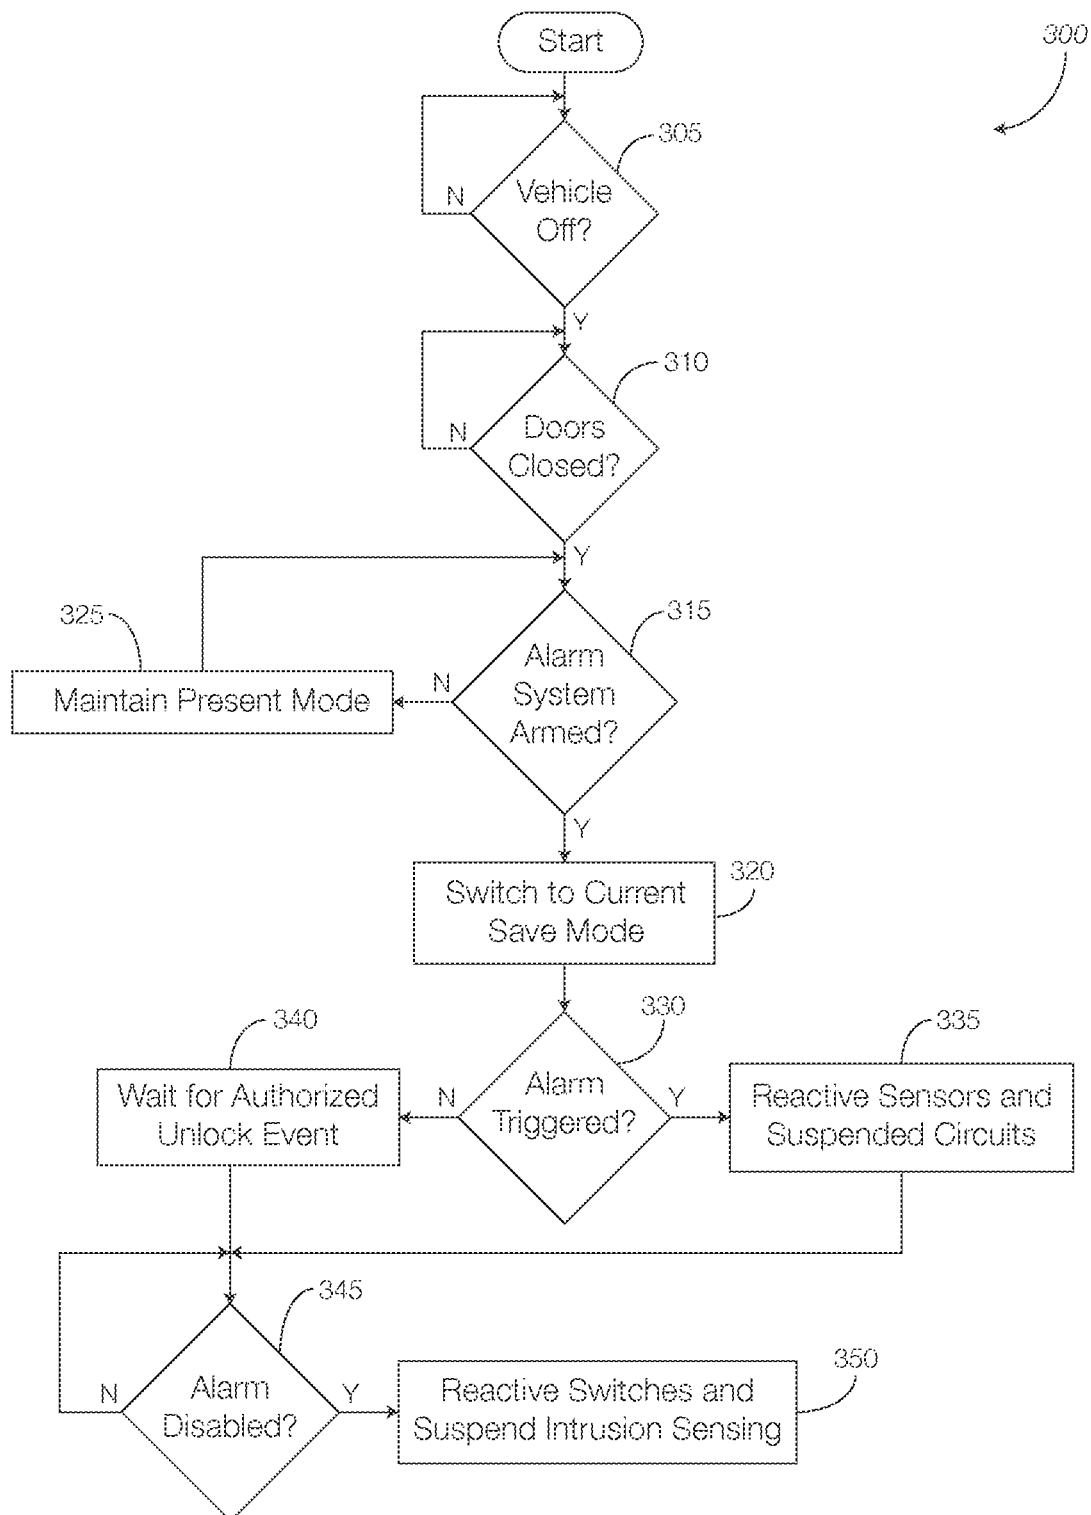 Start
300
305
Vehicle
Off?
N
Y
310
Doors
Closed?
N
Y
325
315
Maintain Present Mode
N
Alarm
System
Armed?
Y
320
Switch to Current
Save Mode
340
330
335
Wait for Authorized
Unlock Event
N
Alarm
Triggered?
Y
Reactive Sensors and
Suspended Circuits
345
N
Alarm
Disabled?
Y
350
Reactive Switches and
Suspend Intrusion Sensing